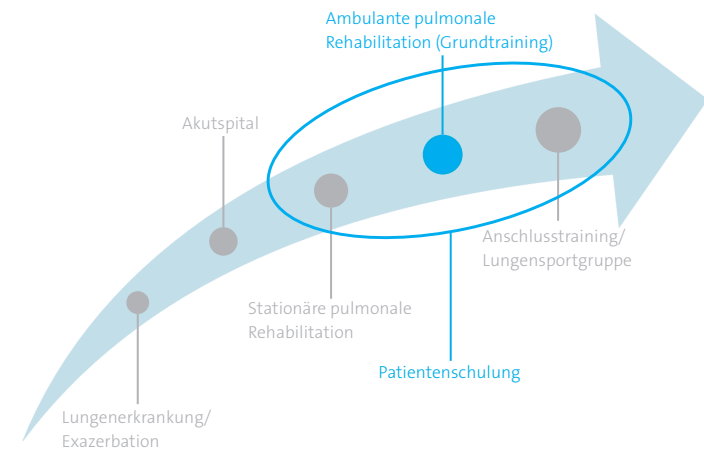 Ambulante pulmonale
Rehabilitation (Grundtraining)
Akutspital
Anschlusstraining/
Lungensportgruppe
Stationäre pulmonale
Rehabilitation
Patientenschulung
Lungenerkrankung/
Exazerbation